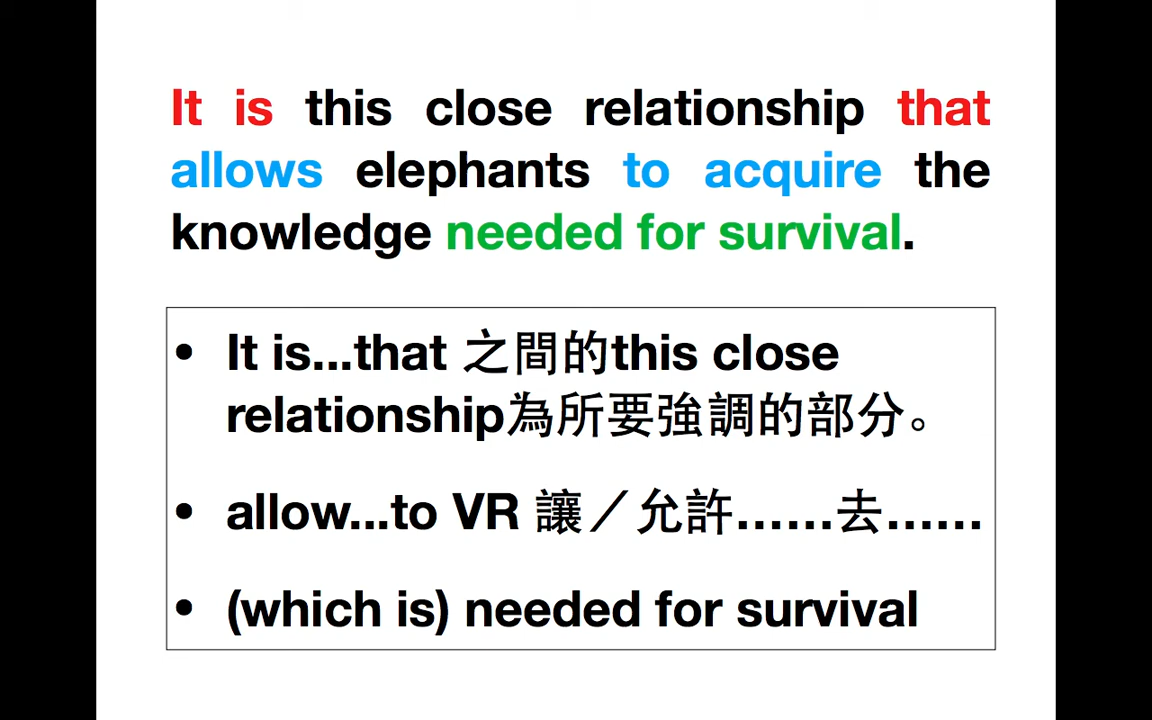 It is this close relationship that
allows elephants to acquire the
knowledge needed for survival.
• It is...that 之間的this close
relationship為所要強調的部分。
• allow...to VR 讓／允許......去......
• (which is) needed for survival